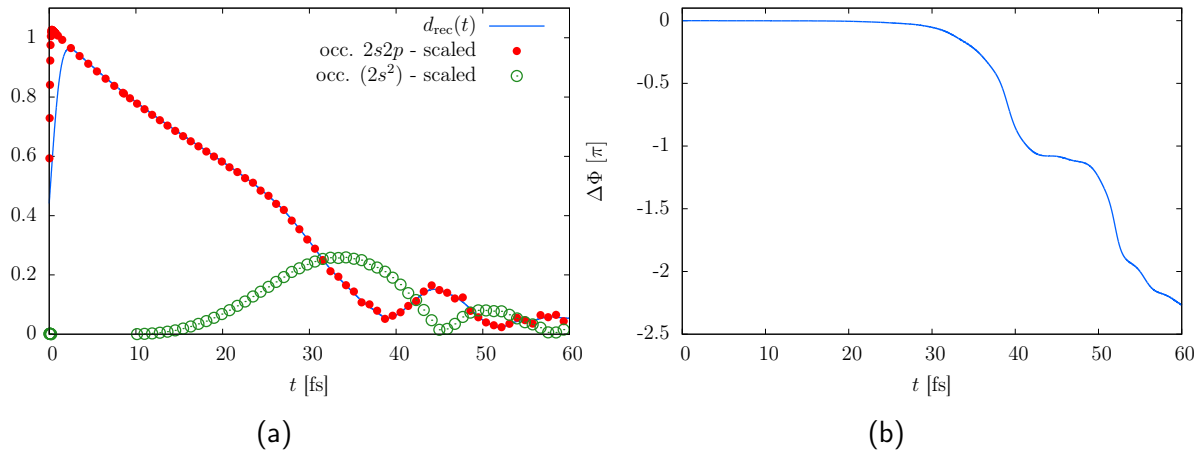 d_rec(t)
occ. 2s2p - scaled
occ. (2s²) - scaled
1
0.8
0.6
0.4
0.2
0
0 10 20 30 40 50 60
t [fs]
(a)
ΔΦ [π]
0
-0.5
-1
-1.5
-2
-2.5
0 10 20 30 40 50 60
t [fs]
(b)